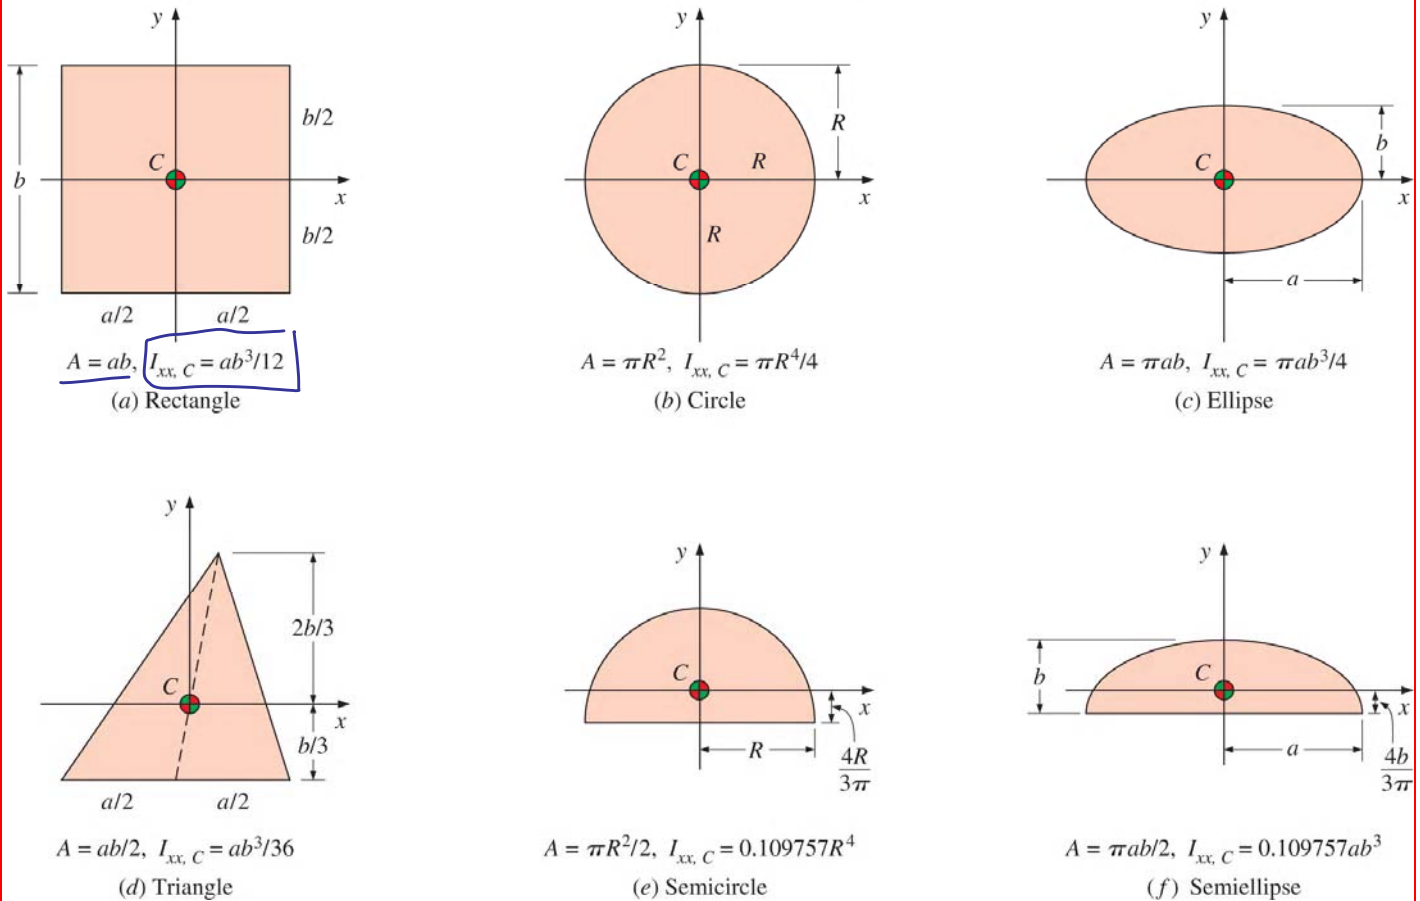 y
b/2
C
b
x
b/2
a/2 a/2
A = ab, I_xx, C = ab³/12
(a) Rectangle
y
R
C R
x
R
A = πR², I_xx, C = πR⁴/4
(b) Circle
y
b
C
x
a
A = πab, I_xx, C = πab³/4
(c) Ellipse
y
2b/3
C
x
b/3
a/2 a/2
A = ab/2, I_xx, C = ab³/36
(d) Triangle
y
C
x
R
4R
3π
A = πR²/2, I_xx, C = 0.109757R⁴
(e) Semicircle
y
C
b
x
a
4b
3π
A = πab/2, I_xx, C = 0.109757ab³
(f) Semiellipse